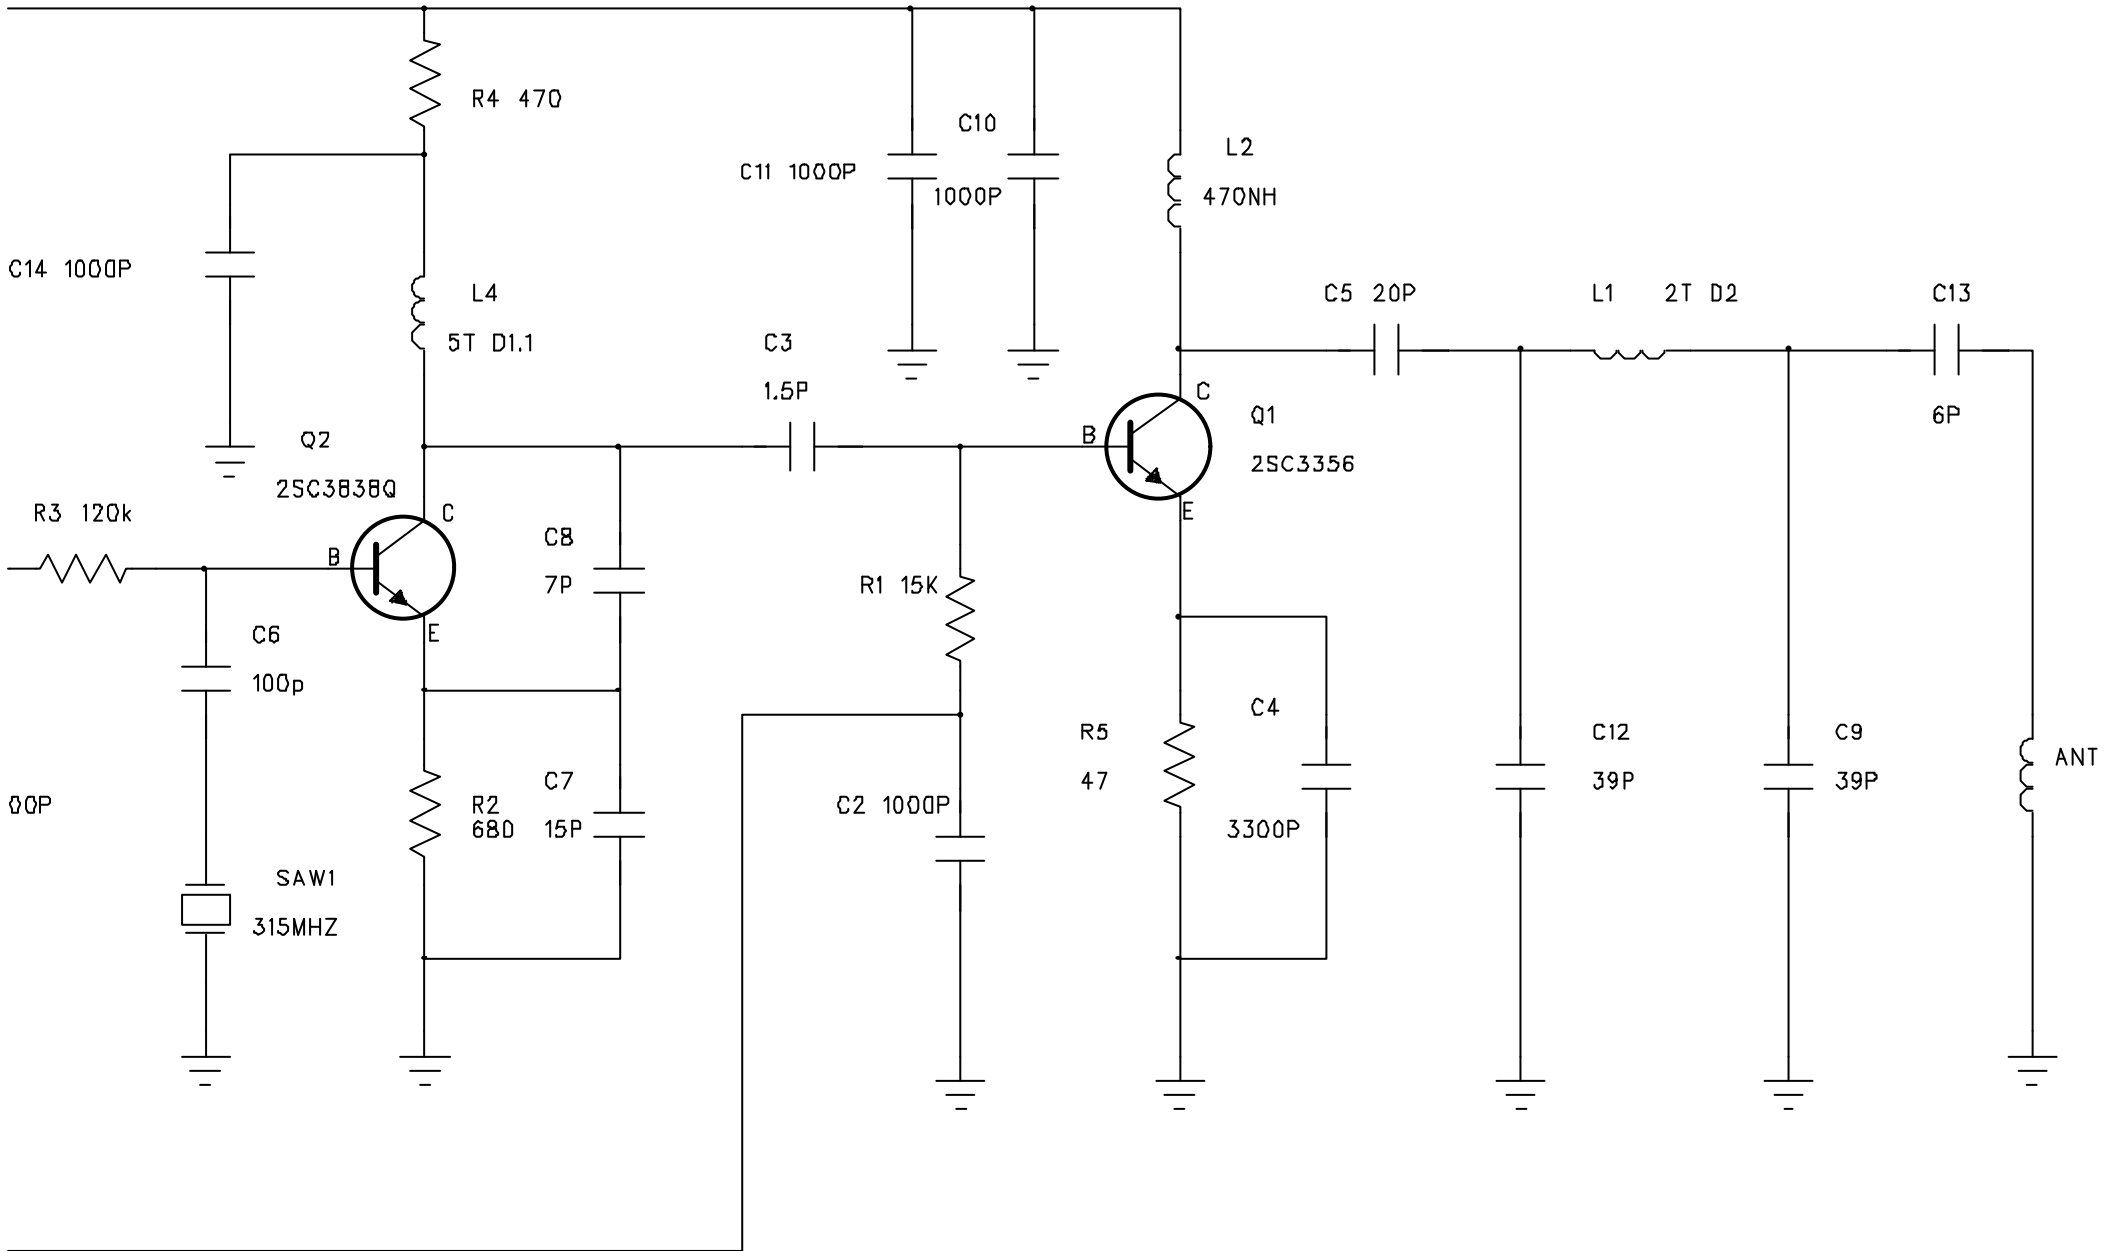 R4 470
C10
L2
C11 1000P
1000P
470NH
C14 1000P
L4
C5 20P
L1 2T D2
C13
5T D1.1
C3
1.5P
C
6P
Q1
B
Q2
2SC3356
2SC3838Q
E
R3 120k
C
C8
B
7P
R1 15K
C6
E
100p
C4
R5
C12
C9
ANT
47
39P
39P
C7
00P
R2
C2 1000P
680
15P
3300P
SAW1
315MHZ